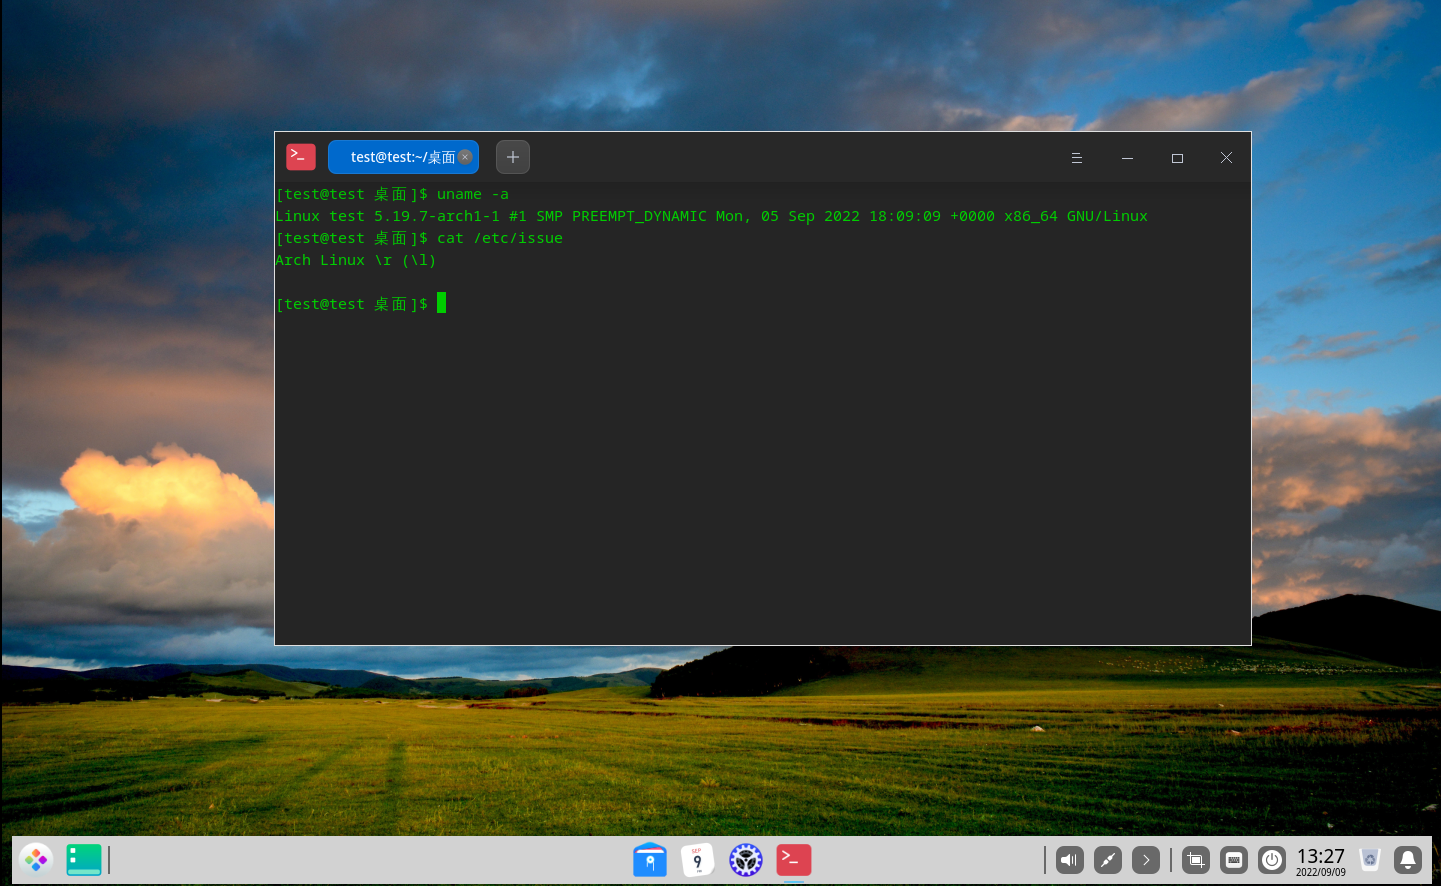 test@test:~/桌面
[test@test 桌面]$ uname -a
Linux test 5.19.7-arch1-1 #1 SMP PREEMPT_DYNAMIC Mon, 05 Sep 2022 18:09:09 +0000 x86_64 GNU/Linux
[test@test 桌面]$ cat /etc/issue
Arch Linux \r (\l)
[test@test 桌面]$
SEP
9
13:27
2022/09/09